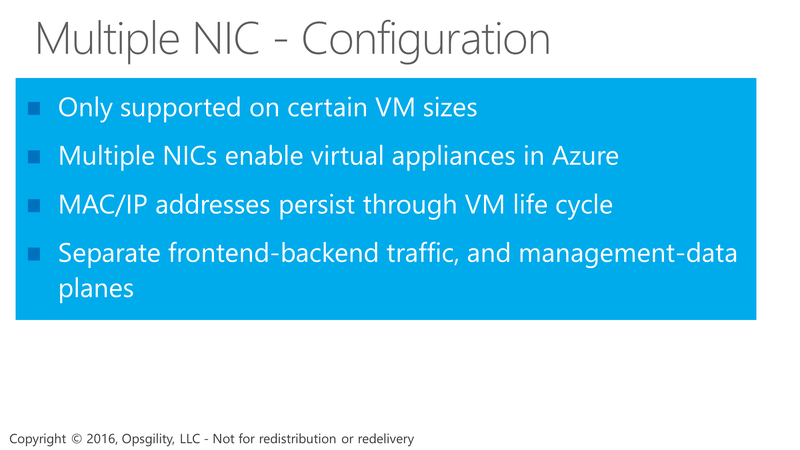 Multiple NIC - Configuration
Only supported on certain VM sizes
Multiple NICs enable virtual appliances in Azure
MAC/IP addresses persist through VM life cycle
Separate frontend-backend traffic, and management-data
planes
Copyright © 2016, Opsgility, LLC - Not for redistribution or redelivery